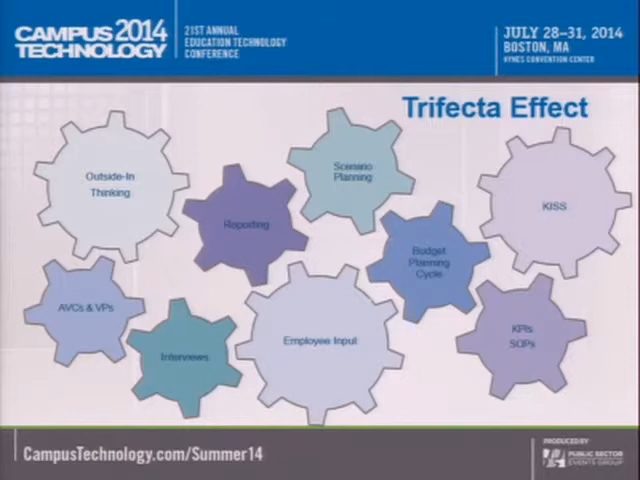 CAMPUS 2014
TECHNOLOGY
21ST ANNUAL
EDUCATION TECHNOLOGY
CONFERENCE
JULY 28–31, 2014
BOSTON, MA
HYNES CONVENTION CENTER
Trifecta Effect
Outside-In
Thinking
Reporting
Scenario
Planning
KISS
Budget
Planning
Cycle
AVCs & VPs
Interviews
Employee Input
KPIs
SOPs
CampusTechnology.com/Summer14
PRODUCED BY
PUBLIC SECTOR
EVENTS GROUP